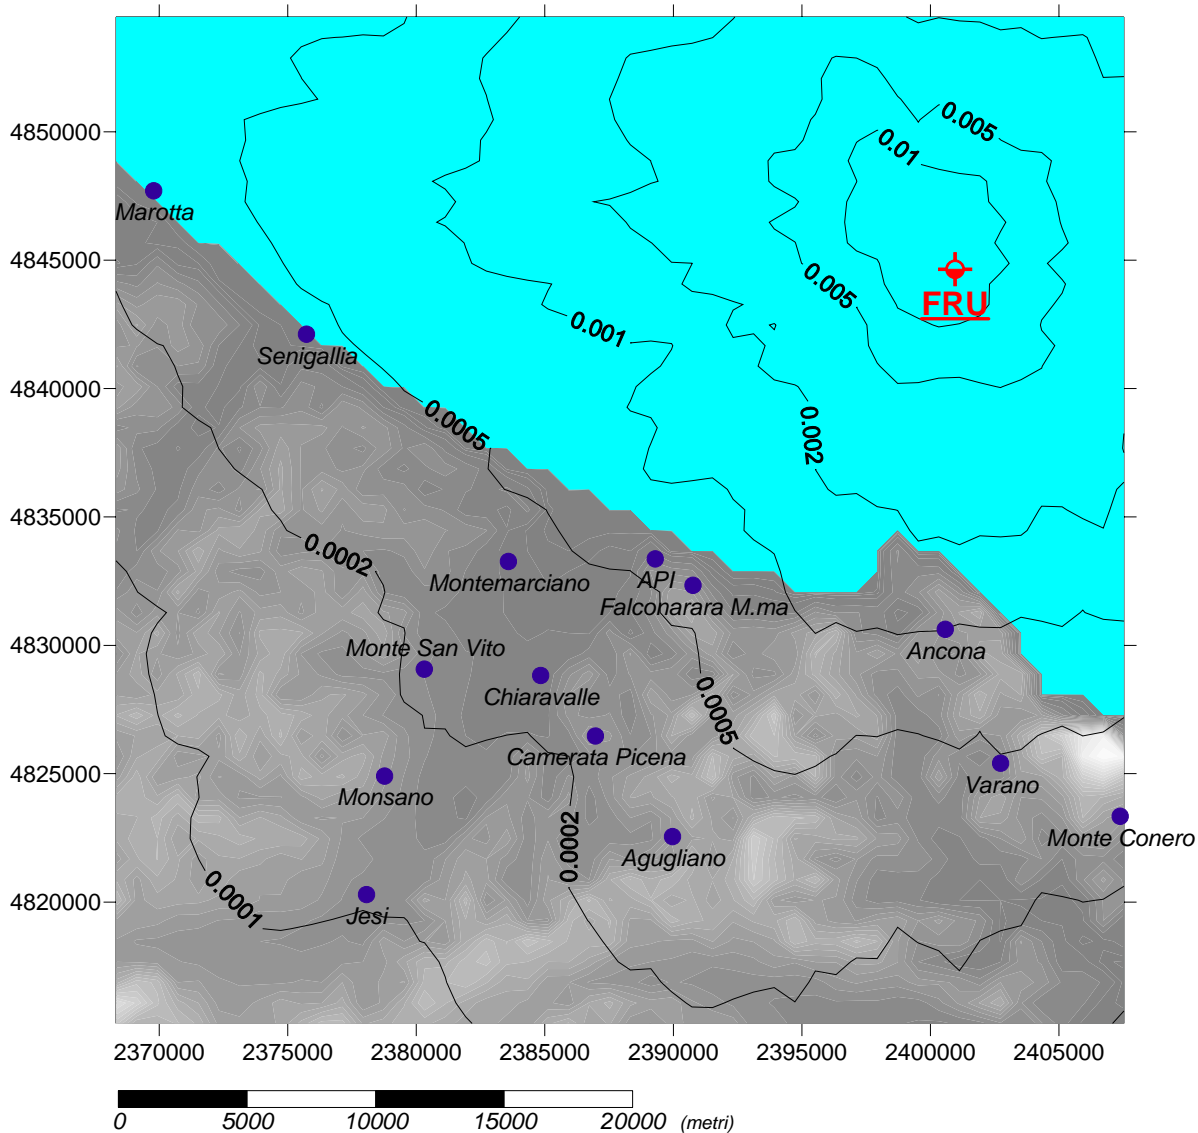 4850000
0.005
0.01
Marotta
4845000
0.005
FRU
0.001
Senigallia
4840000
0.0005
0.002
4835000
0.0002
Montemarciano
API
Falconarara M.ma
4830000
Monte San Vito
Ancona
Chiaravalle
0.0005
Camerata Picena
4825000
Monsano
Varano
0.0002
Agugliano
Monte Conero
0.0001
4820000
Jesi
2370000 2375000 2380000 2385000 2390000 2395000 2400000 2405000
0 5000 10000 15000 20000 (metri)